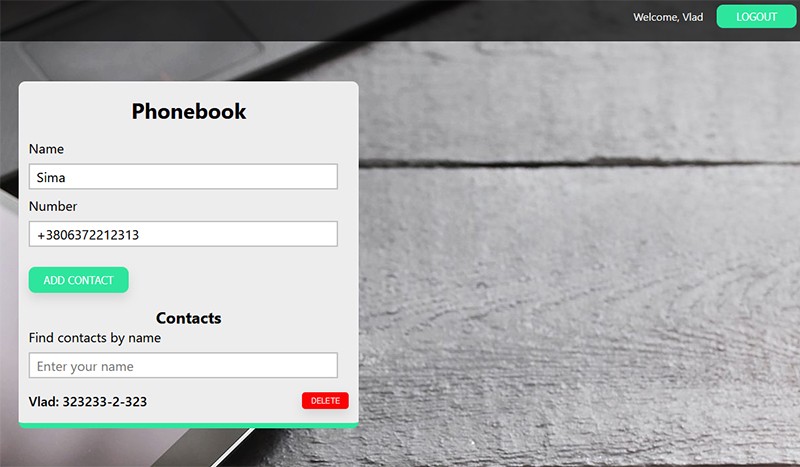 Welcome, Vlad
LOGOUT
Phonebook
Name
Sima
Number
+3806372212313
ADD CONTACT
Contacts
Find contacts by name
Enter your name
Vlad: 323233-2-323
DELETE